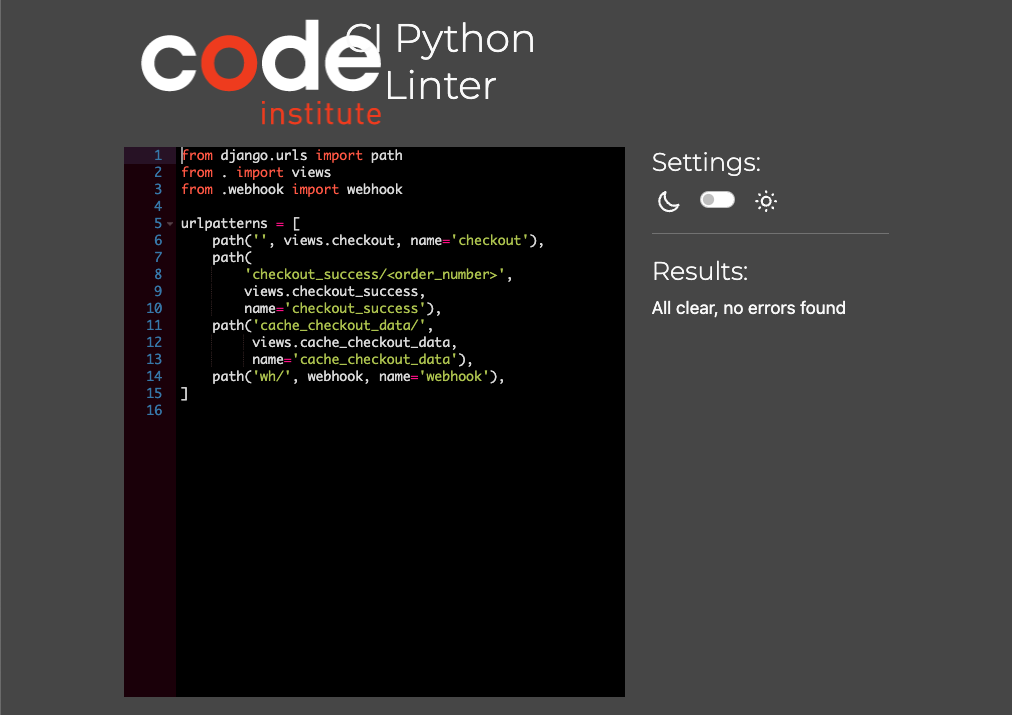 code
institute
CI Python
Linter
1 from django.urls import path
2 from . import views
3 from .webhook import webhook
4
5 urlpatterns = [
6     path('', views.checkout, name='checkout'),
7     path(
8         'checkout_success/<order_number>',
9         views.checkout_success,
10         name='checkout_success'),
11     path('cache_checkout_data/',
12          views.cache_checkout_data,
13          name='cache_checkout_data'),
14     path('wh/', webhook, name='webhook'),
15 ]
16
Settings:
Results:
All clear, no errors found